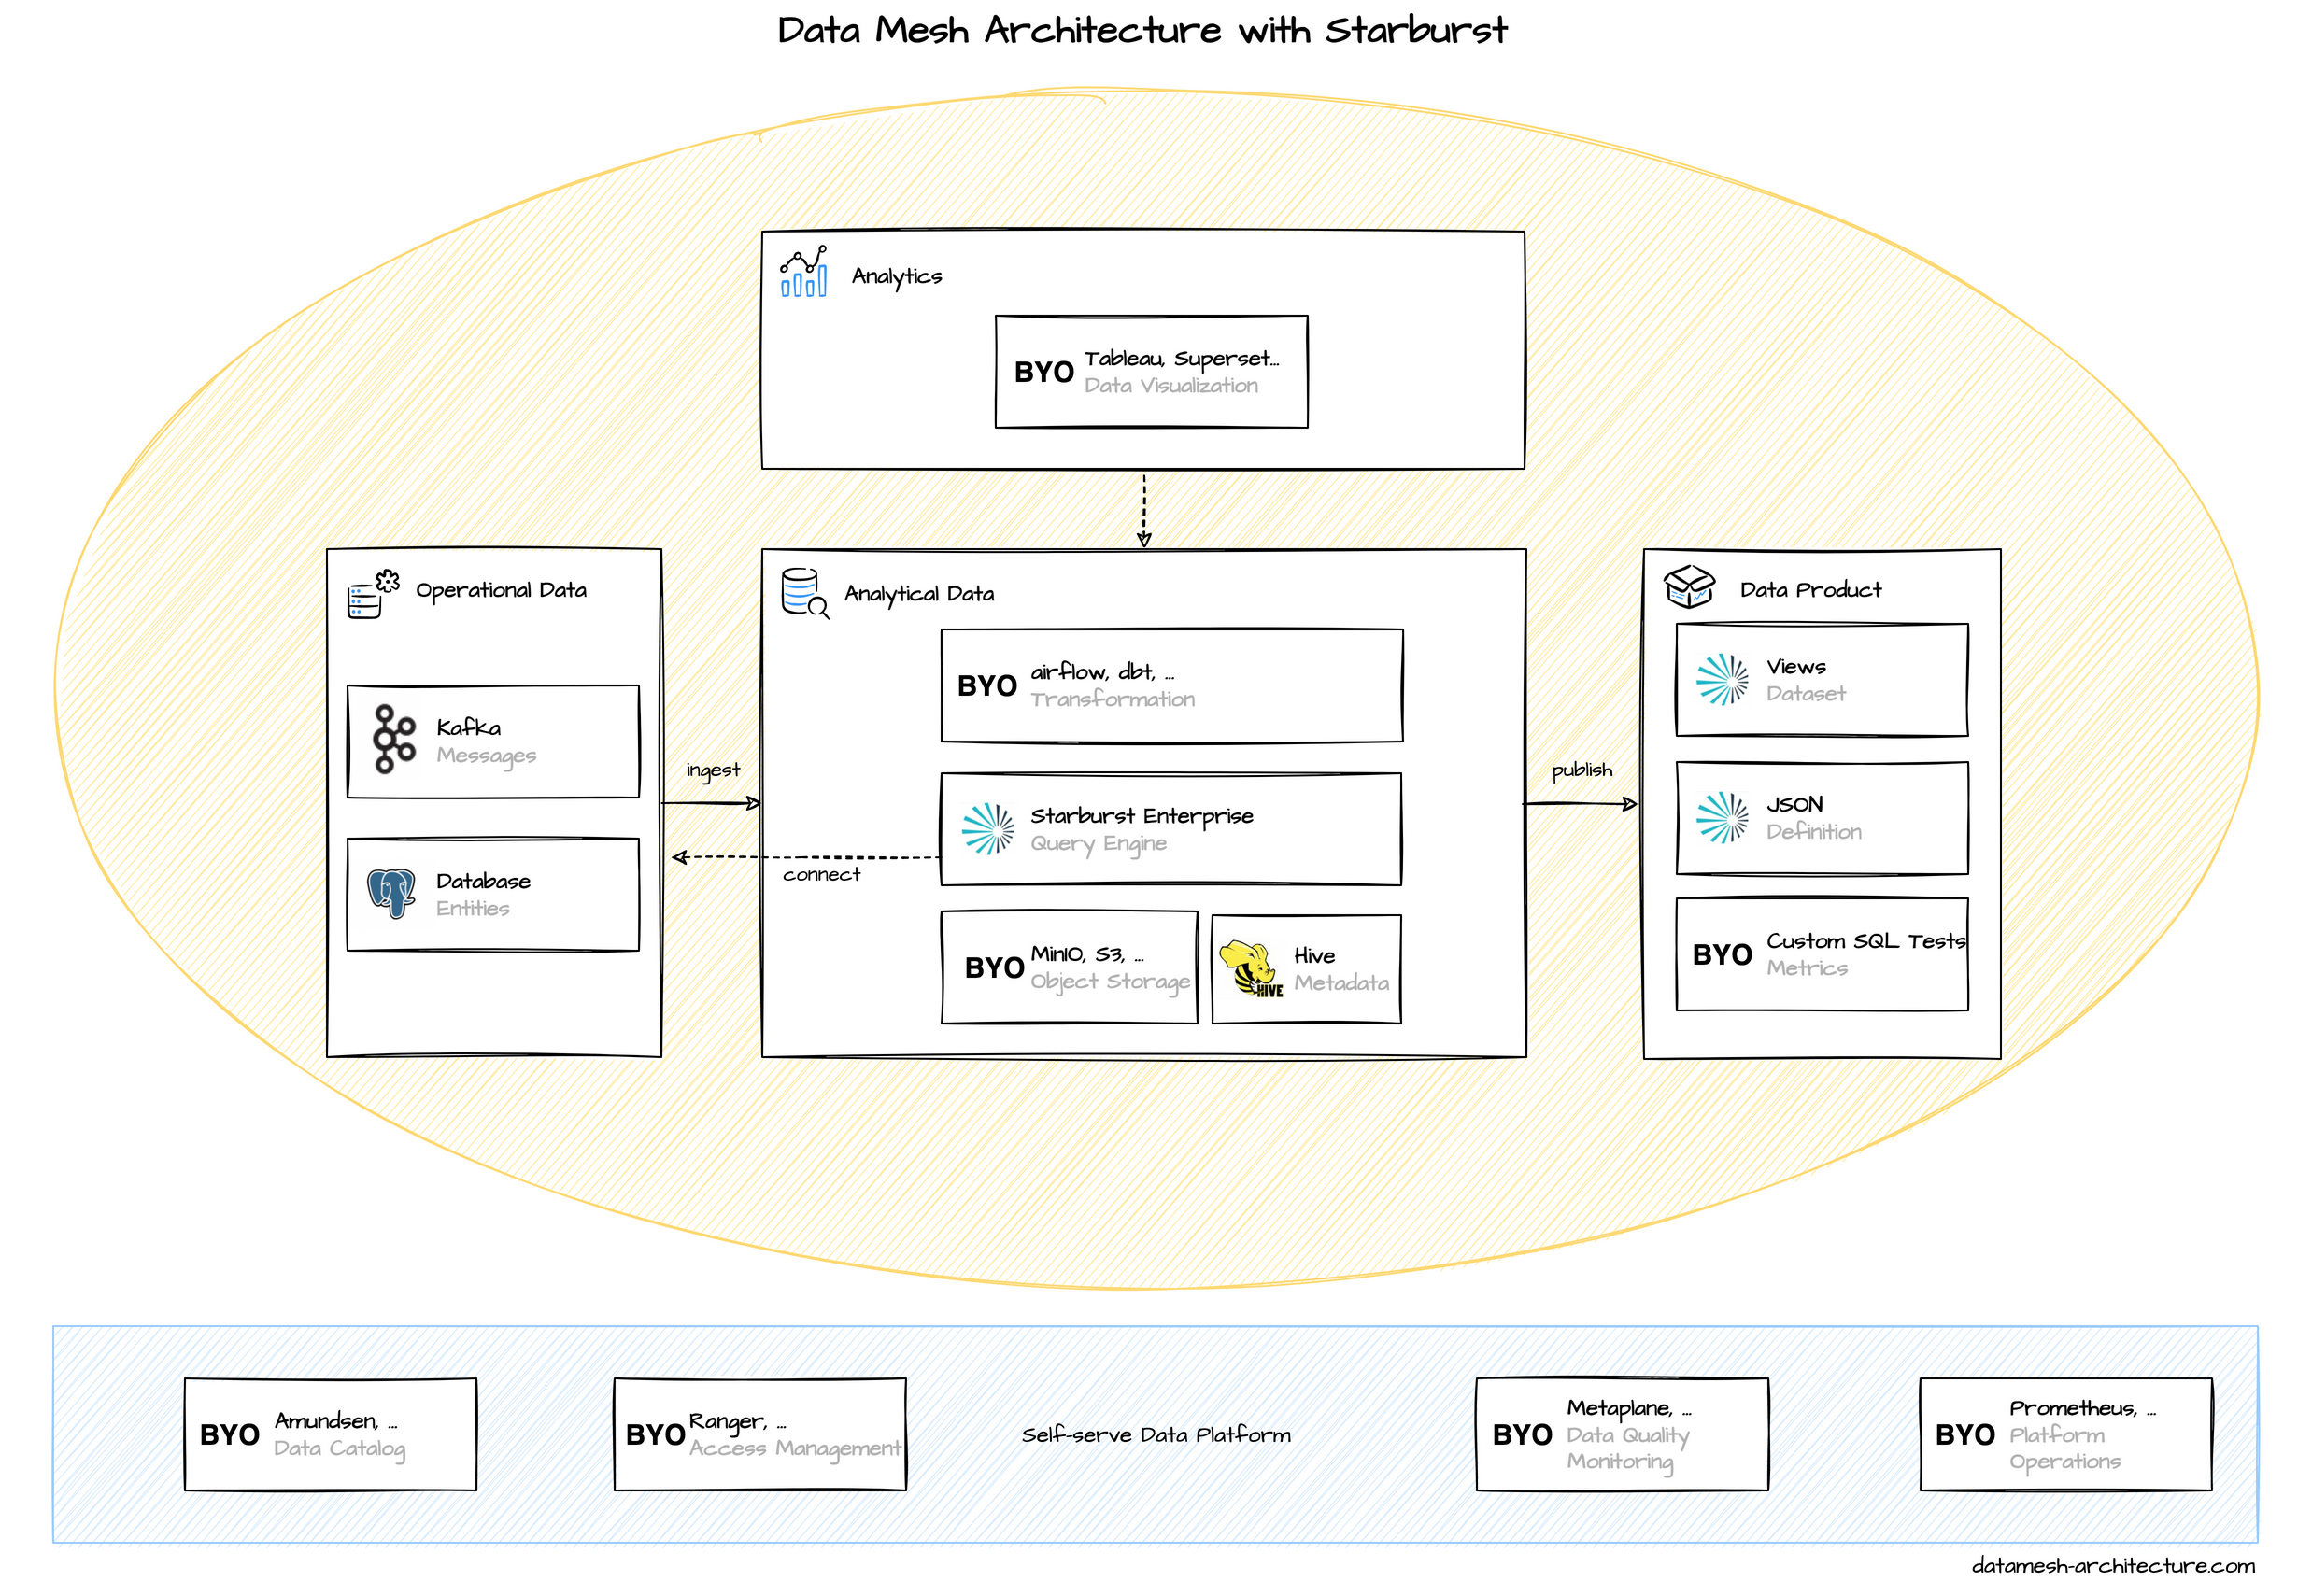 Data Mesh Architecture with Starburst
Analytics
BYO
Tableau, Superset...
Data Visualization
Operational Data
Kafka
Messages
Database
Entities
ingest
connect
Analytical Data
BYO
airflow, dbt, ...
Transformation
Starburst Enterprise
Query Engine
BYO
MinIO, S3, ...
Object Storage
HIVE
Hive
Metadata
publish
Data Product
Views
Dataset
JSON
Definition
BYO
Custom SQL Tests
Metrics
BYO
Amundsen, ...
Data Catalog
BYO
Ranger, ...
Access Management
Self-serve Data Platform
BYO
Metaplane, ...
Data Quality
Monitoring
BYO
Prometheus, ...
Platform
Operations
datamesh-architecture.com